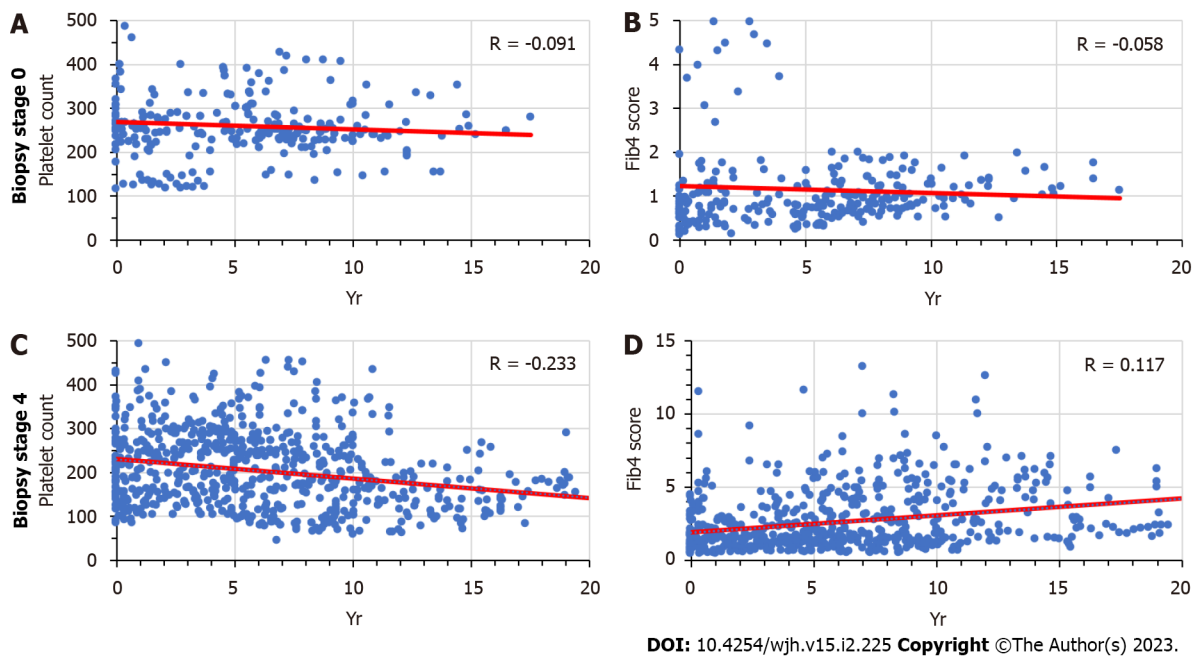 A
Biopsy stage 0
Platelet count
500
400
300
200
100
0
R = -0.091
0 5 10 15 20
Yr
B
Fib4 score
5
4
3
2
1
0
R = -0.058
0 5 10 15 20
Yr
C
Biopsy stage 4
Platelet count
500
400
300
200
100
0
R = -0.233
0 5 10 15 20
Yr
D
Fib4 score
15
10
5
0
R = 0.117
0 5 10 15 20
Yr
DOI: 10.4254/wjh.v15.i2.225 Copyright ©The Author(s) 2023.